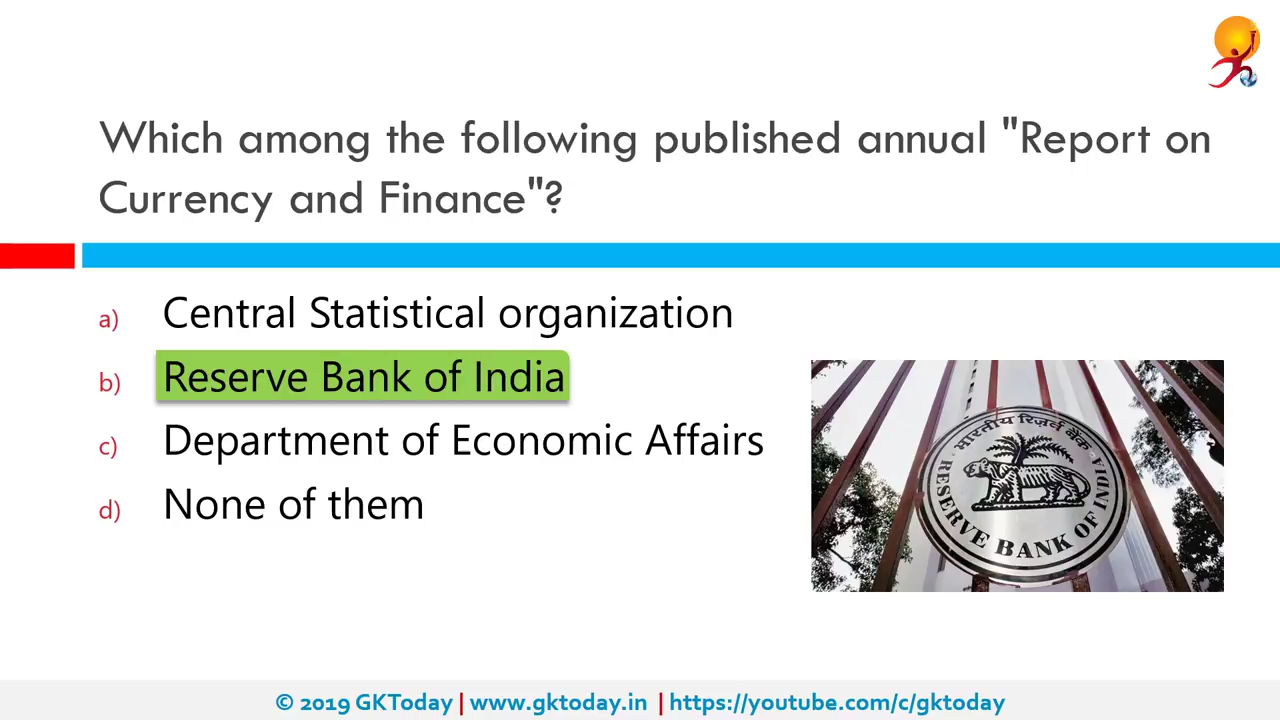 Which among the following published annual "Report on
Currency and Finance"?
a) Central Statistical organization
b) Reserve Bank of India
c) Department of Economic Affairs
d) None of them
भारतीय रिज़र्व बैंक
RESERVE BANK OF INDIA
© 2019 GKToday | www.gktoday.in | https://youtube.com/c/gktoday